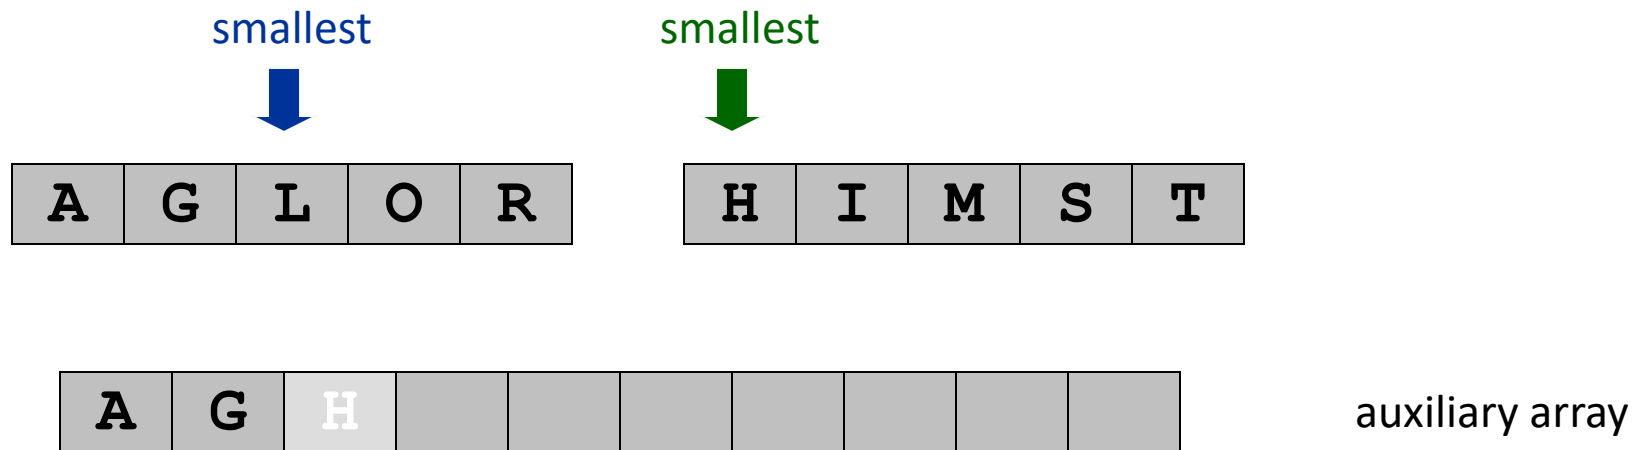 smallest smallest
A G L O R H I M S T
A G H auxiliary array